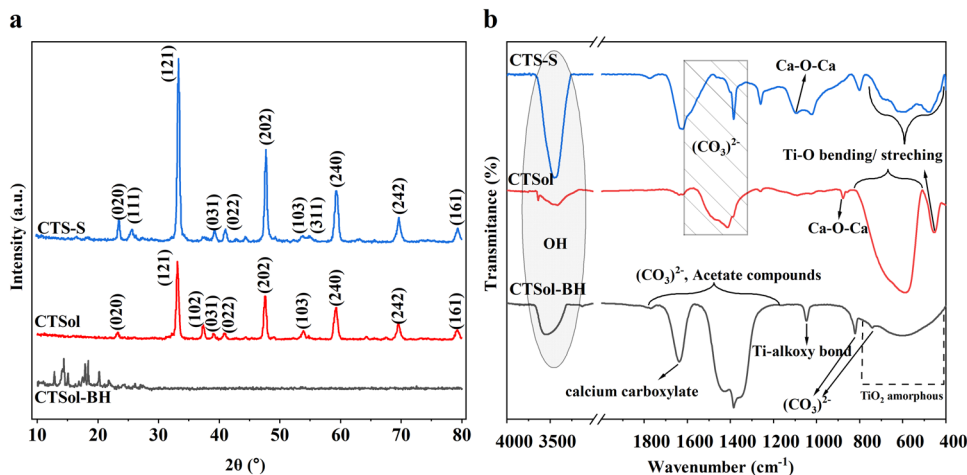 a
CTS-S
(020)
(111)
(121)
(031)
(022)
(202)
(103)
(311)
(240)
(242)
(161)
CTSol
(020)
(121)
(102)
(031)
(022)
(202)
(103)
(240)
(242)
(161)
CTSol-BH
Intensity (a.u.)
10 20 30 40 50 60 70 80
2θ (°)
b
CTS-S
Ca-O-Ca
(CO3)2-
Ti-O bending/ streching
CTSol
Ca-O-Ca
OH
(CO3)2-, Acetate compounds
CTSol-BH
Ti-alkoxy bond
calcium carboxylate
(CO3)2-
TiO2 amorphous
Transmitance (%)
4000 3500 1800 1600 1400 1200 1000 800 600 400
Wavenumber (cm-1)